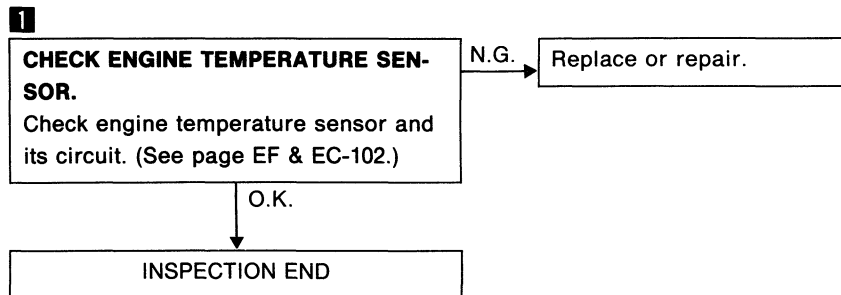 1
CHECK ENGINE TEMPERATURE SEN-
SOR.
Check engine temperature sensor and
its circuit. (See page EF & EC-102.)
N.G.
Replace or repair.
O.K.
INSPECTION END